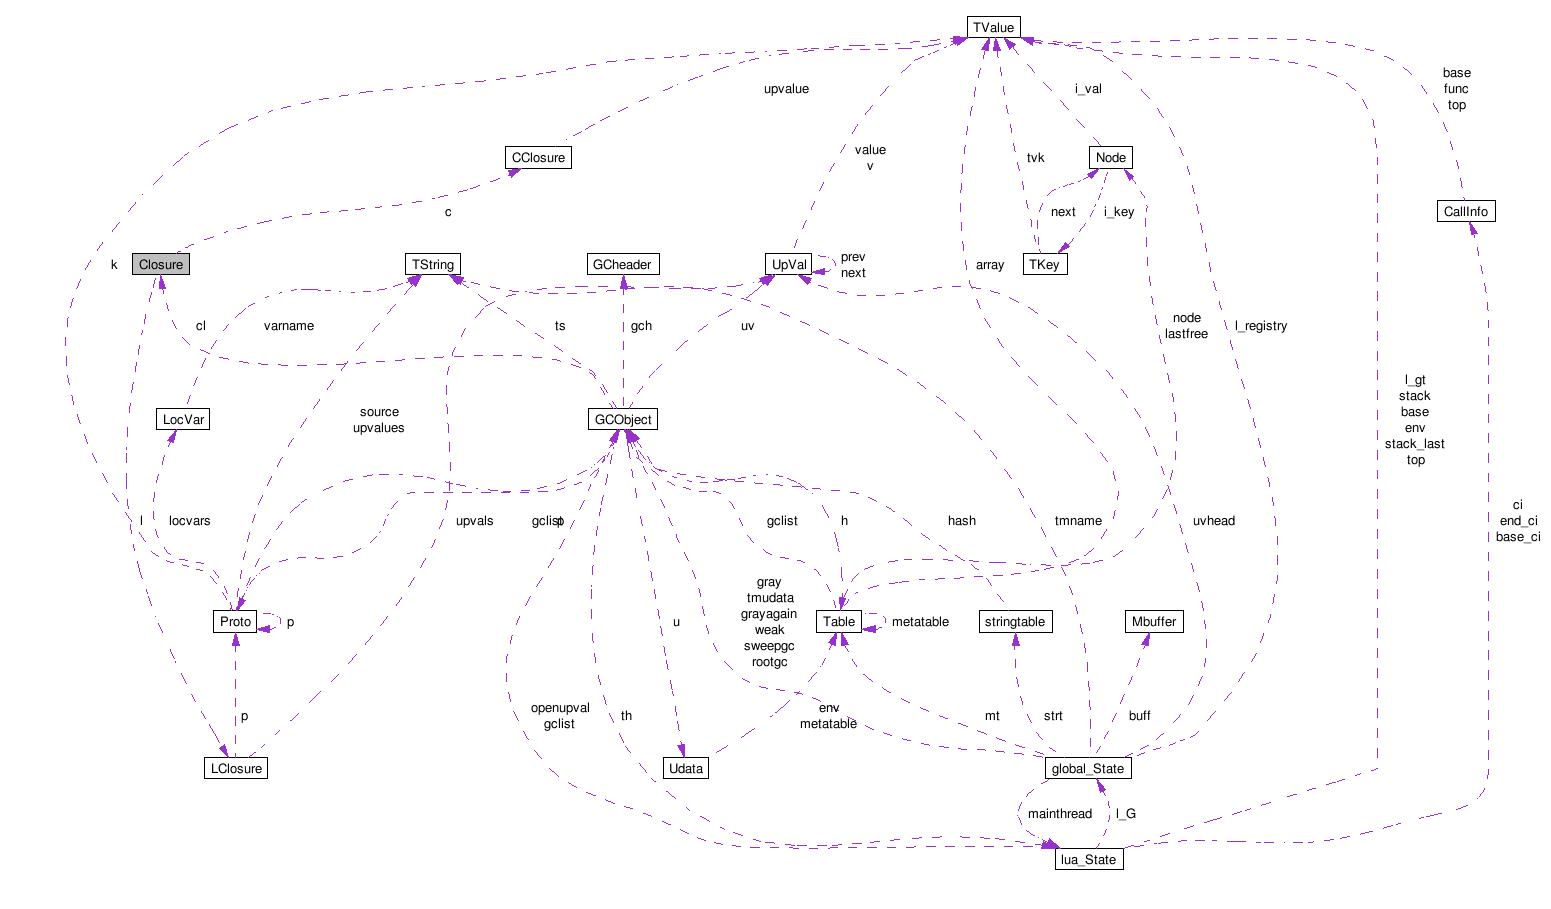 TValue
base
func
top
upvalue
i_val
value
v
CClosure
tvk
Node
c
next
i_key
CallInfo
k
Closure
TString
GCheader
UpVal
prev
next
array
TKey
cl
varname
ts
gch
uv
node
lastfree
l_registry
l_gt
stack
base
env
stack_last
top
LocVar
source
upvalues
GCObject
l
locvars
upvals
gclist
p
gclist
h
hash
tmname
uvhead
ci
end_ci
base_ci
gray
tmudata
grayagain
weak
sweepgc
rootgc
Proto
p
u
Table
metatable
stringtable
Mbuffer
p
openupval
gclist
th
env
metatable
mt
strt
buff
LClosure
Udata
global_State
mainthread
l_G
lua_State